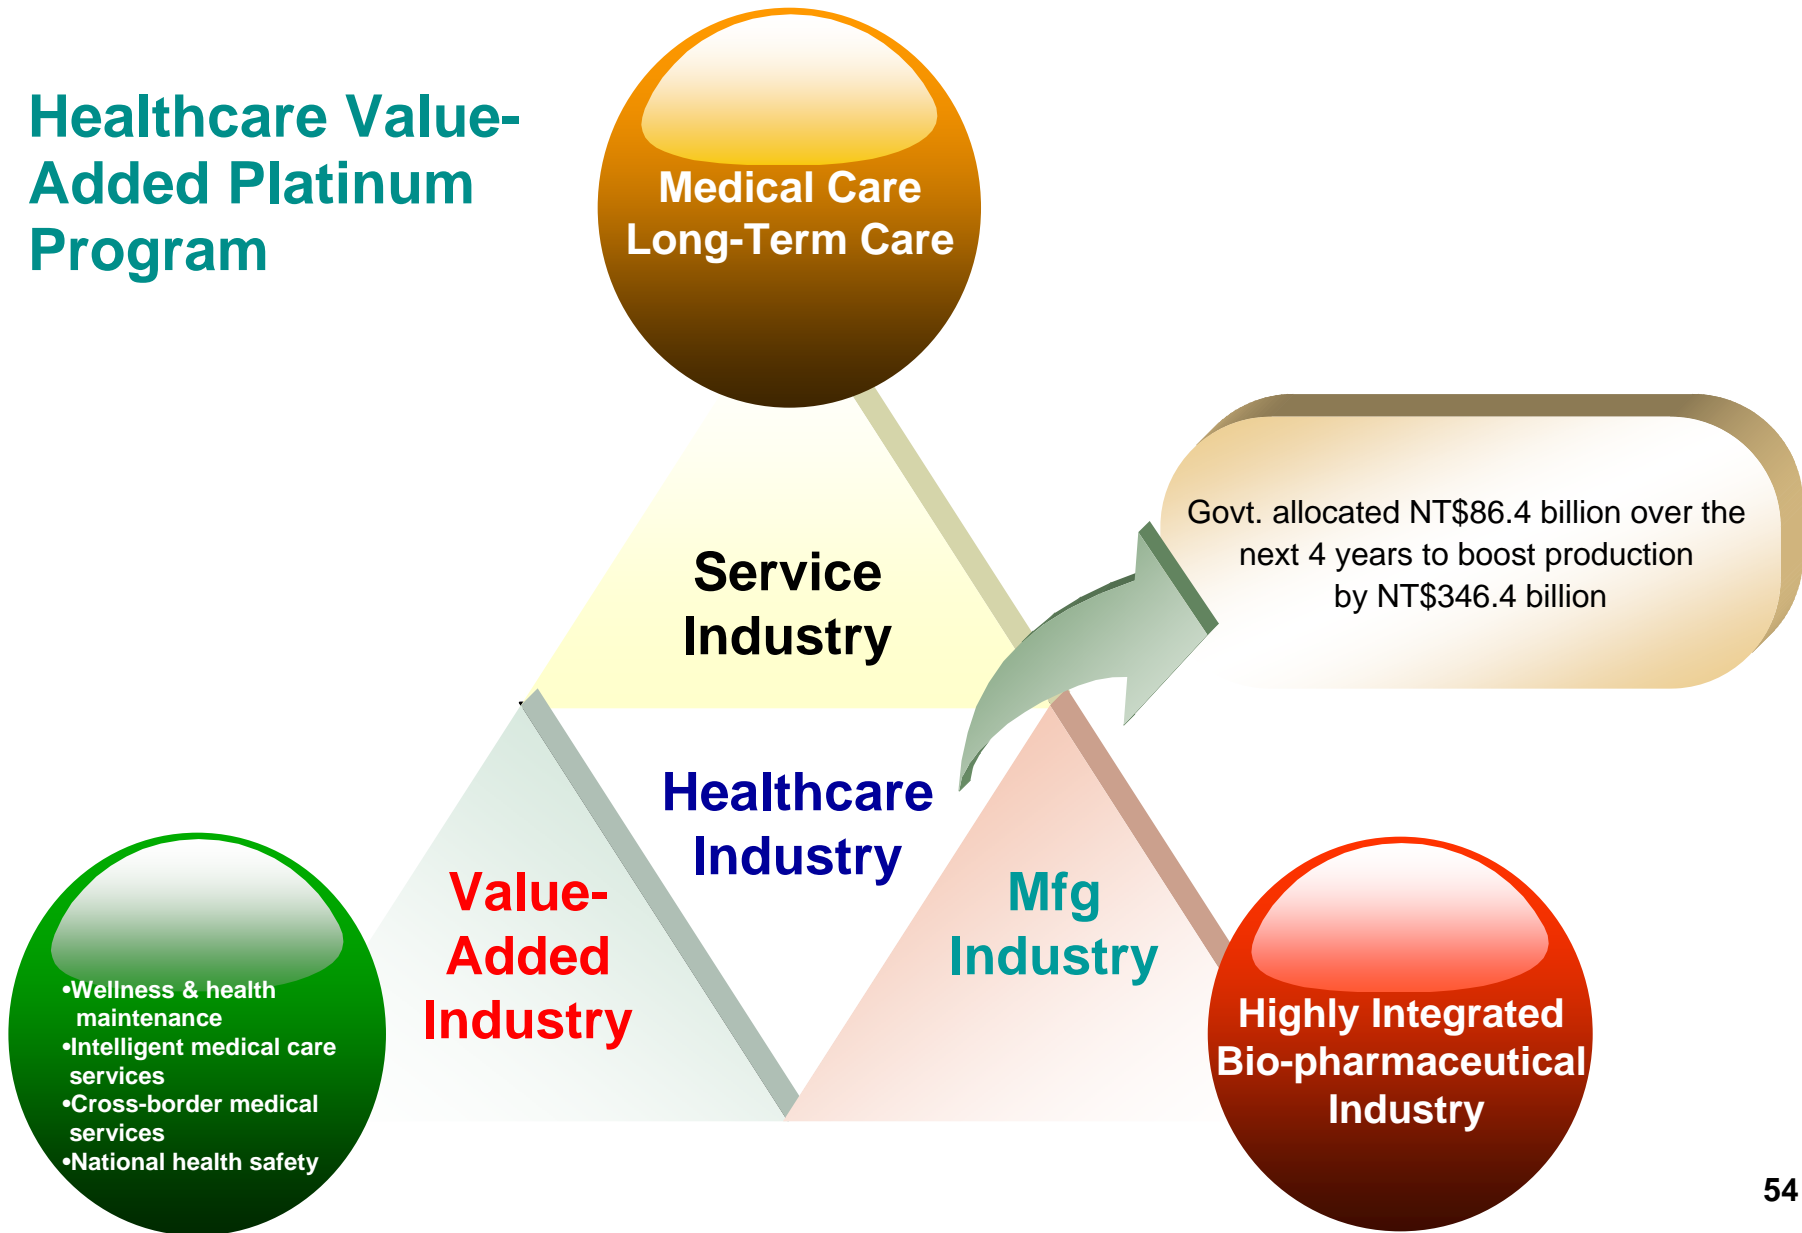 Healthcare Value-
Added Platinum
Program
Medical Care
Long-Term Care
Govt. allocated NT$86.4 billion over the
next 4 years to boost production
by NT$346.4 billion
Service
Industry
Healthcare
Industry
Value-
Added
Industry
Mfg
Industry
•Wellness & health
maintenance
•Intelligent medical care
services
•Cross-border medical
services
•National health safety
Highly Integrated
Bio-pharmaceutical
Industry
54